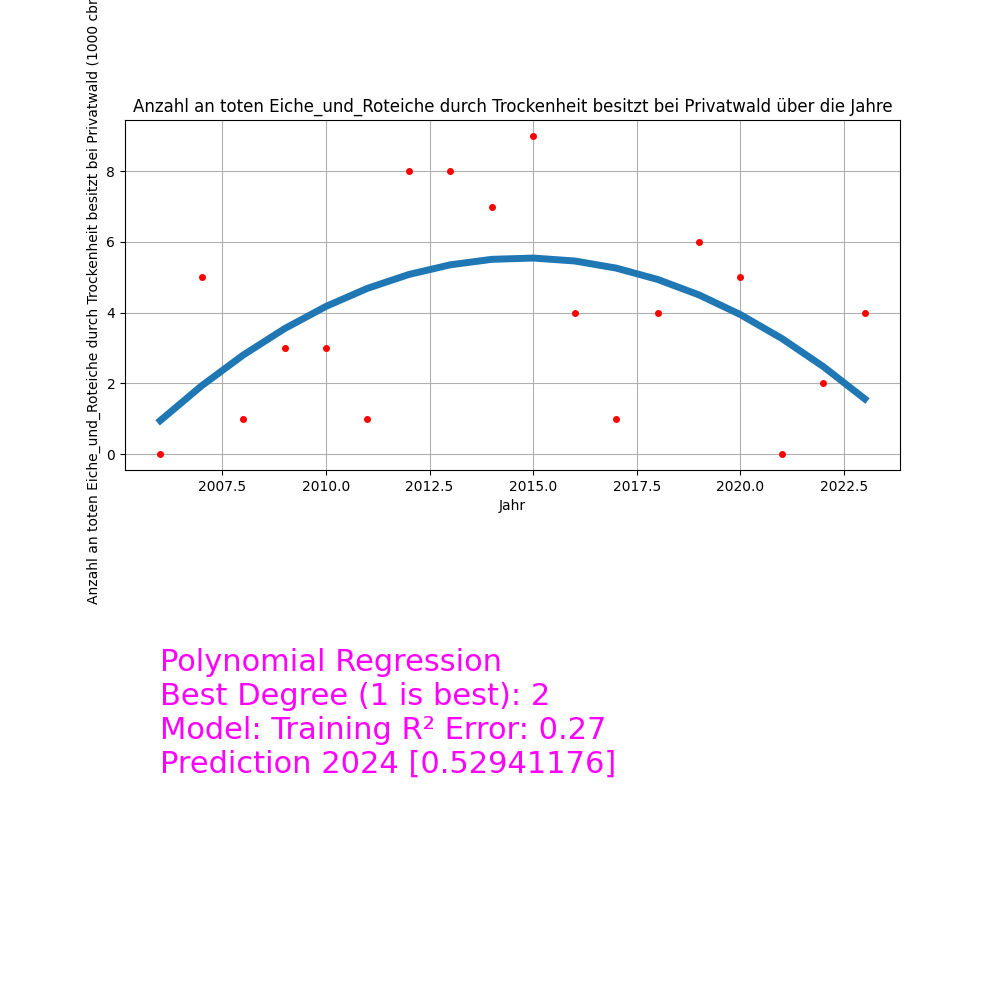 Anzahl an toten Eiche_und_Roteiche durch Trockenheit besitzt bei Privatwald über die Jahre
Anzahl an toten Eiche_und_Roteiche durch Trockenheit besitzt bei Privatwald (1000 cbm
8
6
4
2
0
2007.5 2010.0 2012.5 2015.0 2017.5 2020.0 2022.5
Jahr
Polynomial Regression
Best Degree (1 is best): 2
Model: Training R² Error: 0.27
Prediction 2024 [0.52941176]